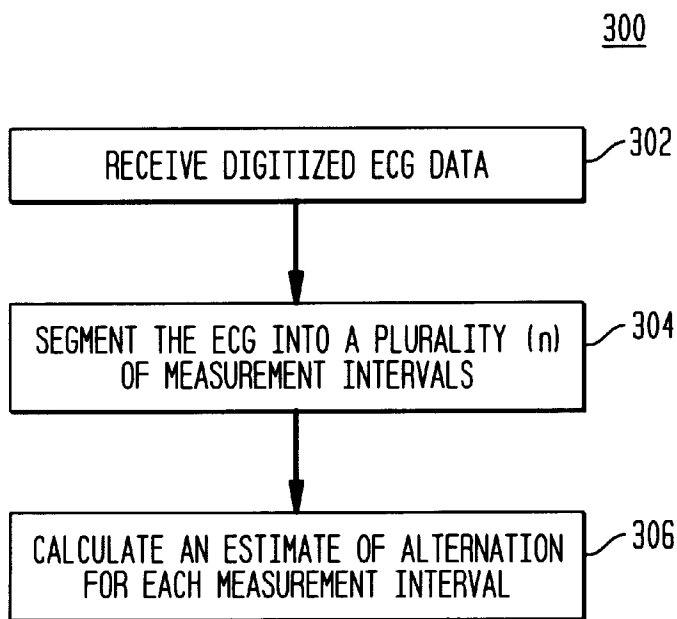 300
RECEIVE DIGITIZED ECG DATA
302
SEGMENT THE ECG INTO A PLURALITY (n)
OF MEASUREMENT INTERVALS
304
CALCULATE AN ESTIMATE OF ALTERNATION
FOR EACH MEASUREMENT INTERVAL
306